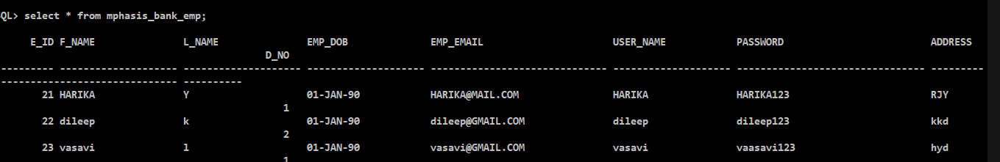 QL> select * from mphasis_bank_emp;
E_ID F_NAME L_NAME EMP_DOB EMP_EMAIL USER_NAME PASSWORD ADDRESS
D_NO
--------- -------------------- -------------------- -------------------- ------------------------------ -------------------- -------------------------------- ---------
------------------------------ ----------
21 HARIKA Y 01-JAN-90 HARIKA@MAIL.COM HARIKA HARIKA123 RJY
1
22 dileep k 01-JAN-90 dileep@GMAIL.COM dileep dileep123 kkd
2
23 vasavi l 01-JAN-90 vasavi@GMAIL.COM vasavi vaasavi123 hyd
1